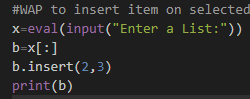 #WAP to insert item on selected
x=eval(input("Enter a List:"))
b=x[:]
b.insert(2,3)
print(b)